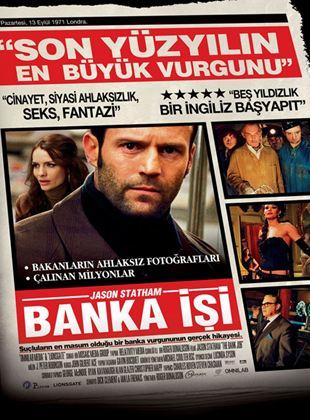 Pazartesi, 13 Eylül 1971 Londra.
"SON YÜZYILIN
EN BÜYÜK VURGUNU"
"CİNAYET, SİYASİ AHLAKSIZLIK,
SEKS, FANTAZİ"
★★★★★ "BEŞ YILDIZLIK
BİR İNGİLİZ BAŞYAPIT"
• BAKANLARIN AHLAKSIZ FOTOĞRAFLARI
• ÇALINAN MİLYONLAR
JASON STATHAM
BANKA İŞİ
Suçluların en masum olduğu bir banka vurgununun gerçek hikayesi.
LIONSGATE
OMNILAB